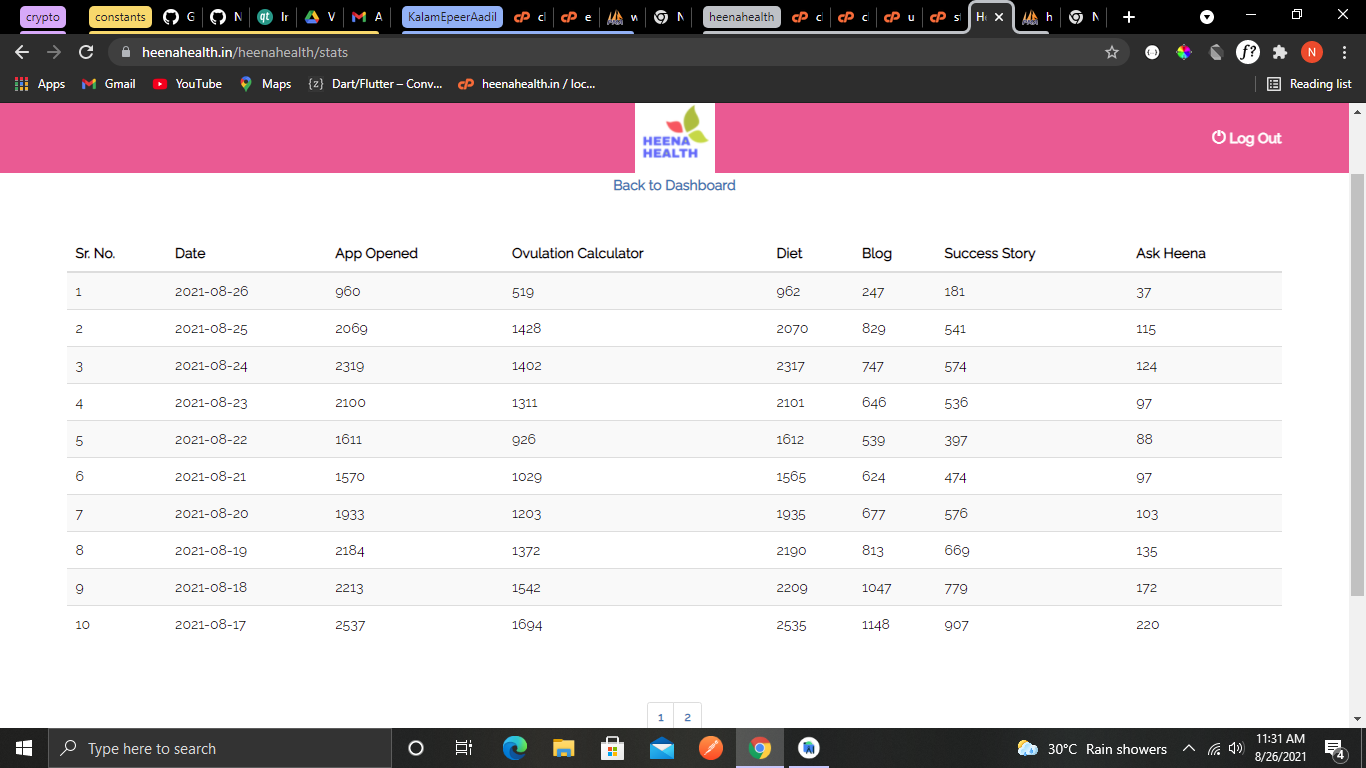 crypto constants G N Ir V A KalamEpeerAadil cl e w N heenahealth cl cl u st He h N
heenahealth.in/heenahealth/stats
Apps Gmail YouTube Maps Dart/Flutter – Conv... heenahealth.in / loc... Reading list
HEENA
HEALTH
Log Out
Back to Dashboard
Sr. No. Date App Opened Ovulation Calculator Diet Blog Success Story Ask Heena
1 2021-08-26 960 519 962 247 181 37
2 2021-08-25 2069 1428 2070 829 541 115
3 2021-08-24 2319 1402 2317 747 574 124
4 2021-08-23 2100 1311 2101 646 536 97
5 2021-08-22 1611 926 1612 539 397 88
6 2021-08-21 1570 1029 1565 624 474 97
7 2021-08-20 1933 1203 1935 677 576 103
8 2021-08-19 2184 1372 2190 813 669 135
9 2021-08-18 2213 1542 2209 1047 779 172
10 2021-08-17 2537 1694 2535 1148 907 220
1 2
Type here to search
30°C Rain showers
11:31 AM
8/26/2021
4